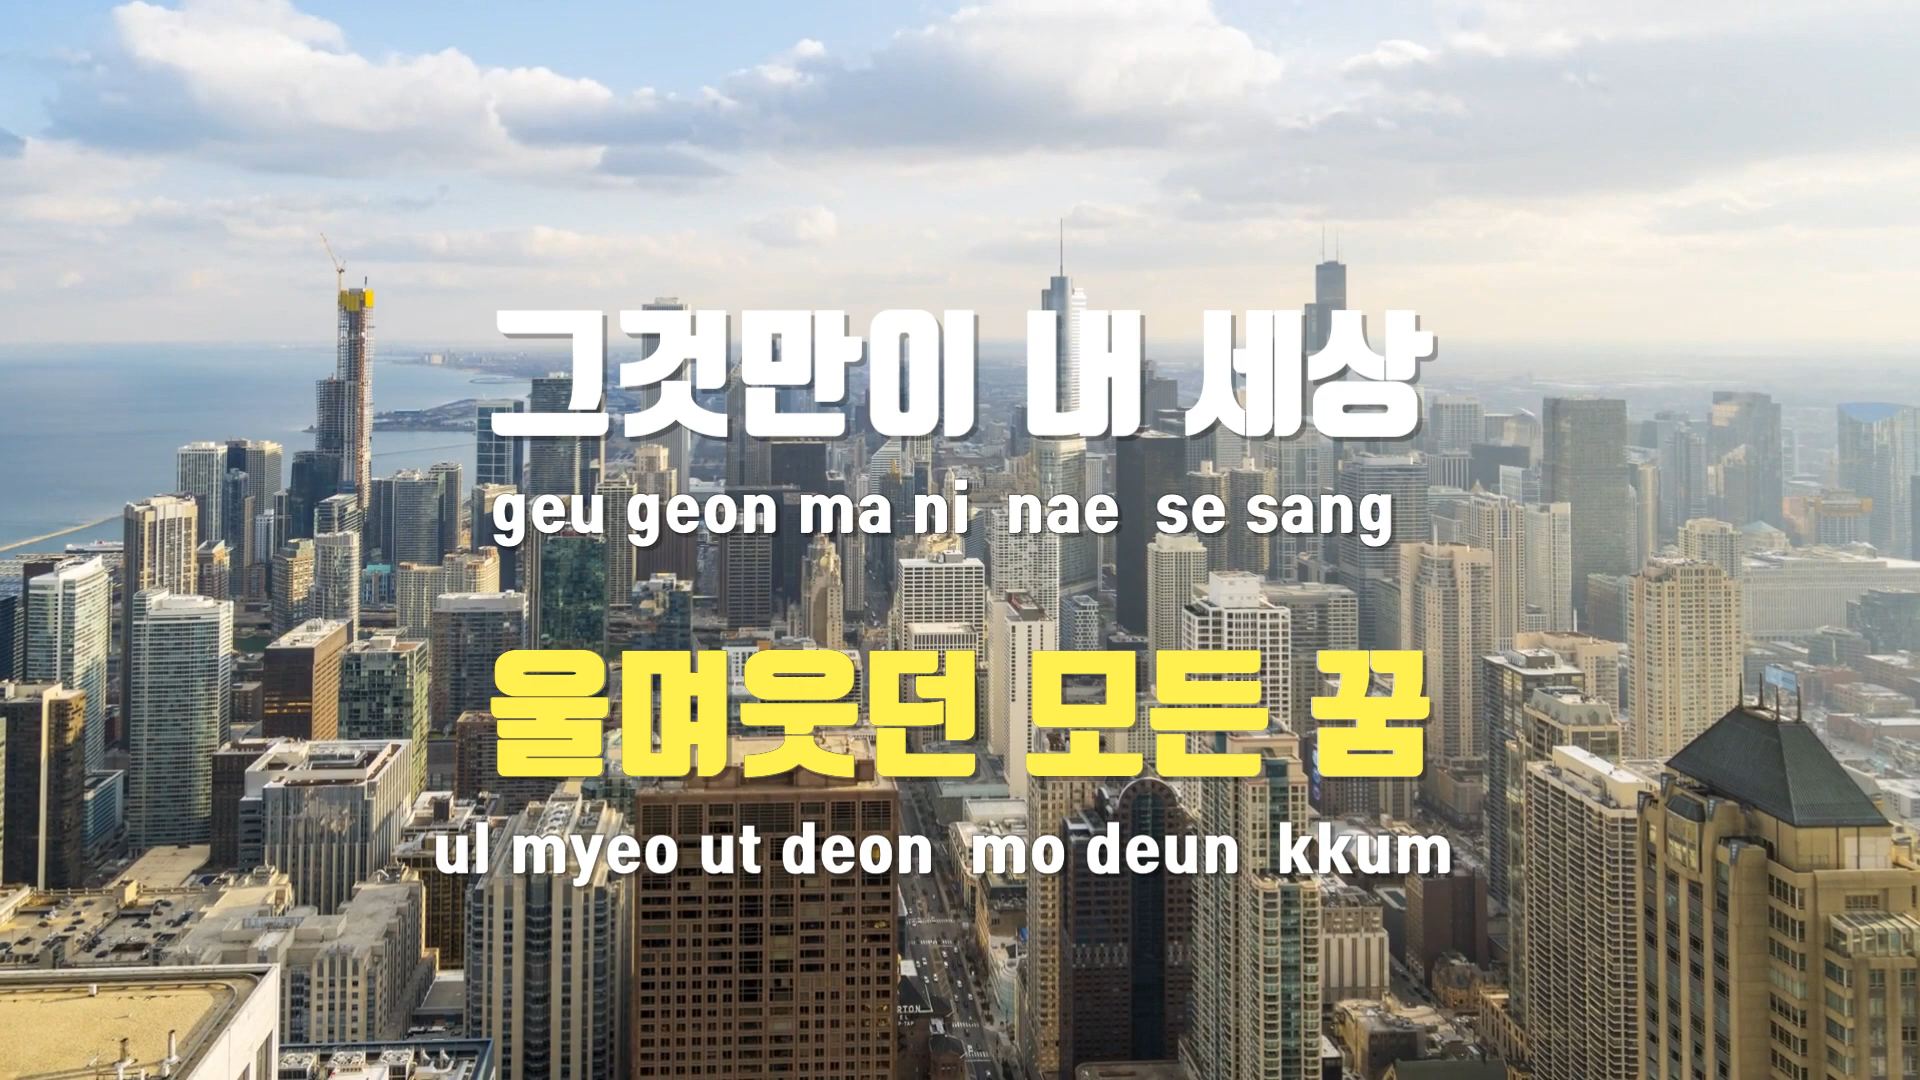 그것만이 내 세상
geu geon ma ni nae se sang
울며웃던 모든 꿈
ul myeo ut deon mo deun kkum